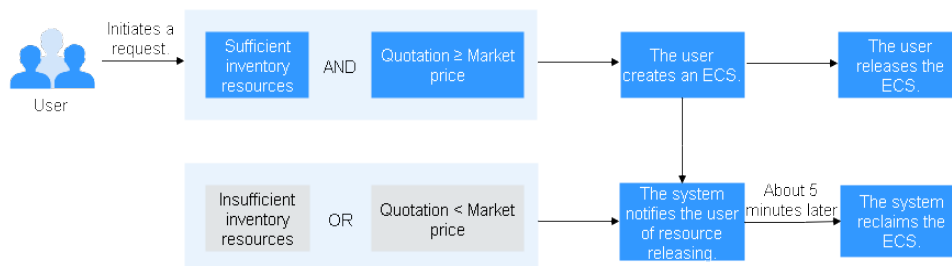 Initiates a
request.
User
Sufficient
inventory
resources
AND
Quotation ≥ Market
price
The user
creates an ECS.
The user
releases the
ECS.
Insufficient
inventory
resources
OR
Quotation < Market
price
The system
notifies the user
of resource
releasing.
About 5
minutes later
The system
reclaims the
ECS.